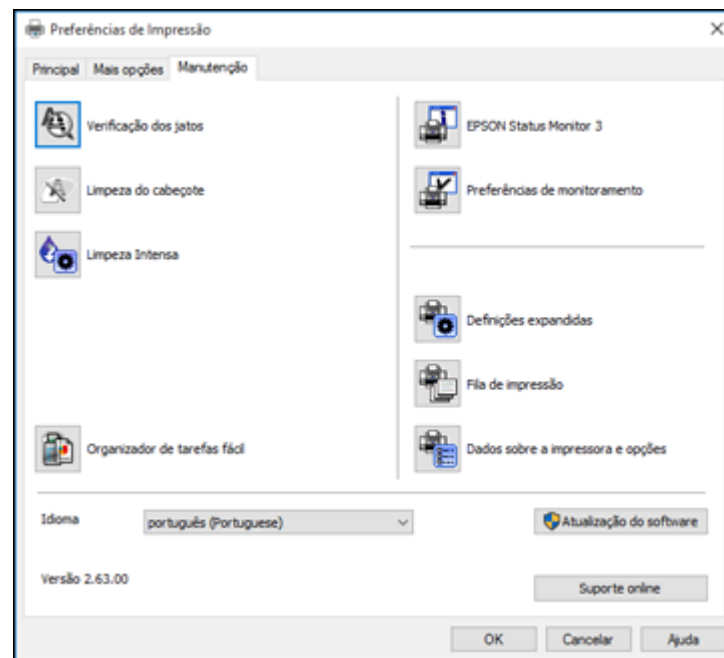 Preferências de Impressão
Principal Mais opções Manutenção
Verificação dos jatos
Limpeza do cabeçote
Limpeza Intensa
Organizador de tarefas fácil
EPSON Status Monitor 3
Preferências de monitoramento
Definições expandidas
Fila de impressão
Dados sobre a impressora e opções
Idioma português (Portuguese) Atualização do software
Versão 2.63.00 Suporte online
OK Cancelar Ajuda